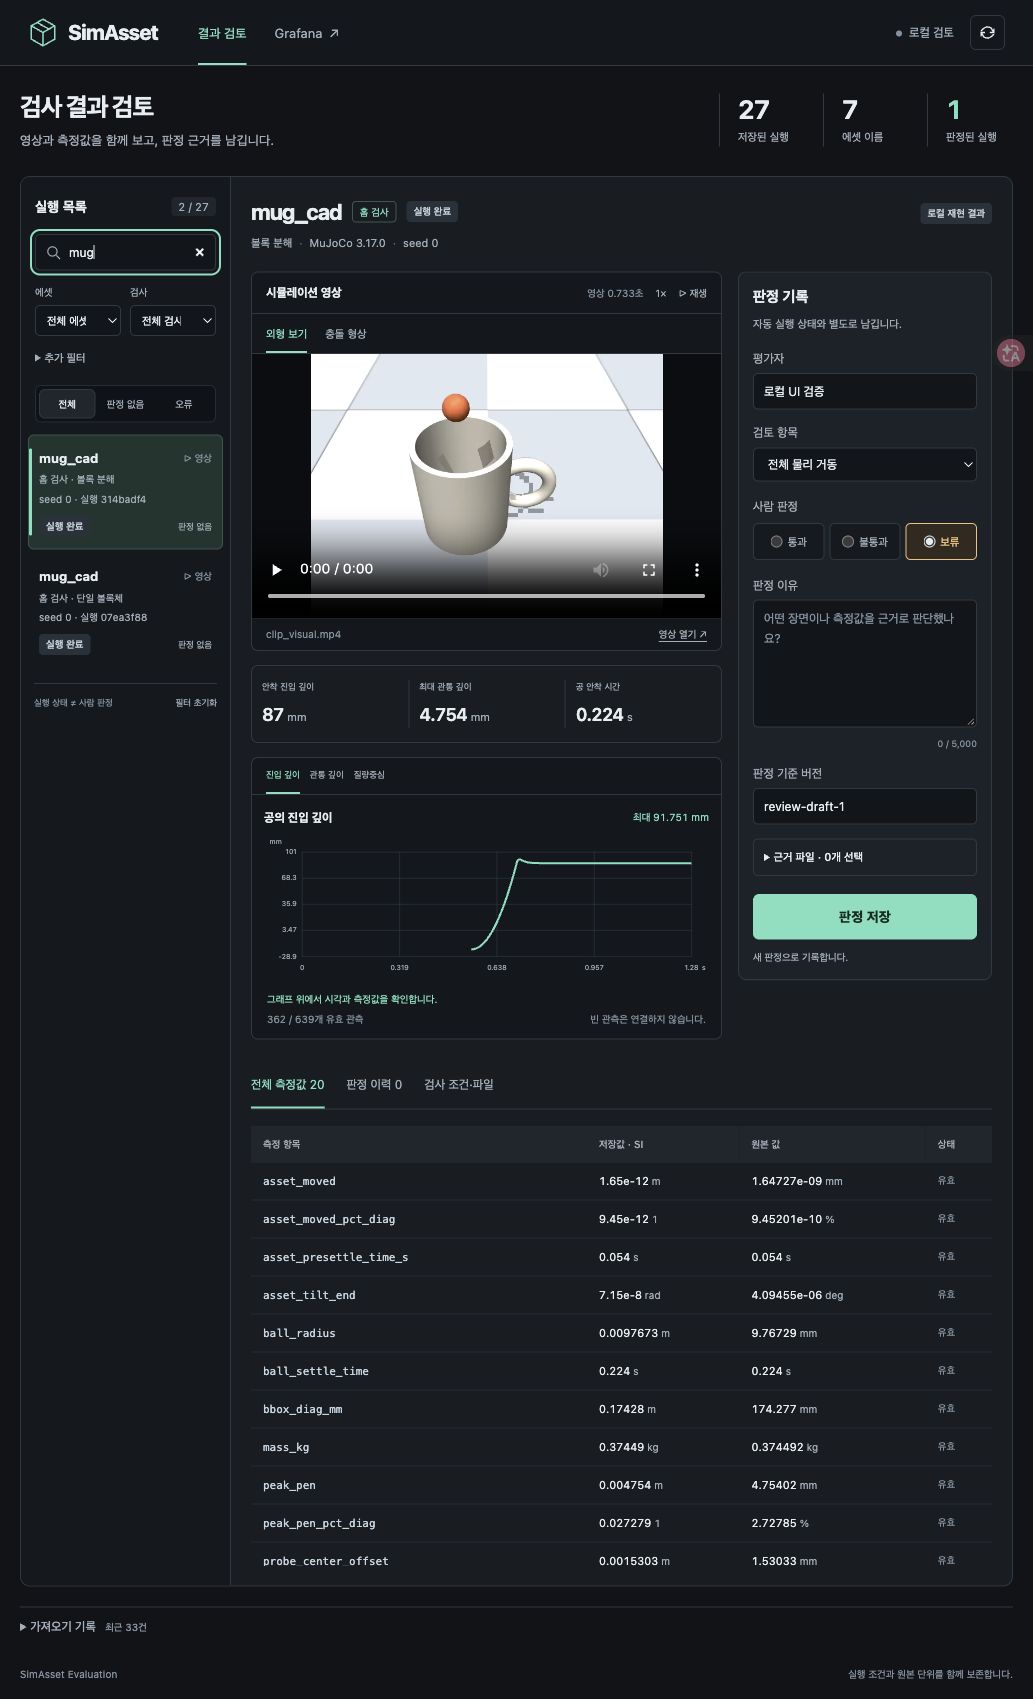 SimAsset
결과 검토
Grafana ↗
로컬 검토
검사 결과 검토
영상과 측정값을 함께 보고, 판정 근거를 남깁니다.
27
저장된 실행
7
에셋 이름
1
판정된 실행
실행 목록
2 / 27
mug
에셋
검사
전체 에셋
전체 검사
추가 필터
전체
판정 없음
오류
mug_cad
영상
홈 검사 · 볼록 분해
seed 0 · 실행 314badf4
실행 완료
판정 없음
mug_cad
영상
홈 검사 · 단일 볼록체
seed 0 · 실행 07ea3f88
실행 완료
판정 없음
실행 상태 ≠ 사람 판정
필터 초기화
mug_cad
홈 검사
실행 완료
로컬 재현 결과
볼록 분해 · MuJoCo 3.17.0 · seed 0
시뮬레이션 영상
영상 0.733초
1x
재생
외형 보기
충돌 형상
0:00 / 0:00
clip_visual.mp4
영상 열기 ↗
안착 진입 깊이
87 mm
최대 관통 깊이
4.754 mm
공 안착 시간
0.224 s
진입 깊이
관통 깊이
질량중심
공의 진입 깊이
최대 91.751 mm
mm
101
68.3
35.9
3.47
-28.9
0
0.319
0.638
0.957
1.28 s
그래프 위에서 시각과 측정값을 확인합니다.
362 / 639개 유효 관측
빈 관측은 연결하지 않습니다.
판정 기록
자동 실행 상태와 별도로 남깁니다.
평가자
로컬 UI 검증
검토 항목
전체 물리 거동
사람 판정
통과
불통과
보류
판정 이유
어떤 장면이나 측정값을 근거로 판단했나
요?
0 / 5,000
판정 기준 버전
review-draft-1
근거 파일 · 0개 선택
판정 저장
새 판정으로 기록합니다.
전체 측정값 20
판정 이력 0
검사 조건·파일
측정 항목
저장값 · SI
원본 값
상태
asset_moved
1.65e-12 m
1.64727e-09 mm
유효
asset_moved_pct_diag
9.45e-12 1
9.45201e-10 %
유효
asset_presettle_time_s
0.054 s
0.054 s
유효
asset_tilt_end
7.15e-8 rad
4.09455e-06 deg
유효
ball_radius
0.0097673 m
9.76729 mm
유효
ball_settle_time
0.224 s
0.224 s
유효
bbox_diag_mm
0.17428 m
174.277 mm
유효
mass_kg
0.37449 kg
0.374492 kg
유효
peak_pen
0.004754 m
4.75402 mm
유효
peak_pen_pct_diag
0.027279 1
2.72785 %
유효
probe_center_offset
0.0015303 m
1.53033 mm
유효
가져오기 기록
최근 33건
SimAsset Evaluation
실행 조건과 원본 단위를 함께 보존합니다.